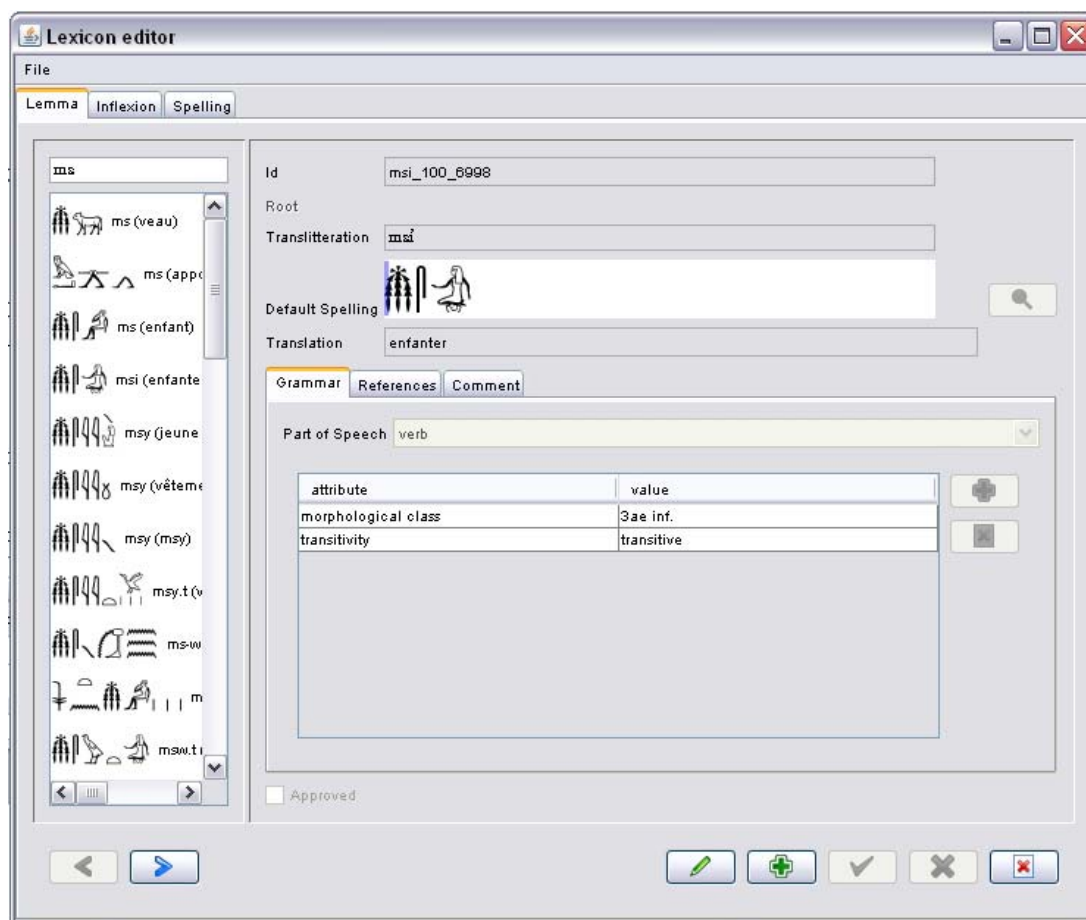 Lexicon editor
File
Lemma Inflexion Spelling
ms
ms (veau)
ms (appo
ms (enfant)
msi (enfante
msy (jeune
msy (vêteme
msy (msy)
msy.t (v
ms-w
m
msw.t
Id msi_100_6998
Root
Translitteration msỉ
Default Spelling
Translation enfanter
Grammar References Comment
Part of Speech verb
attribute value
morphological class 3ae inf.
transitivity transitive
Approved